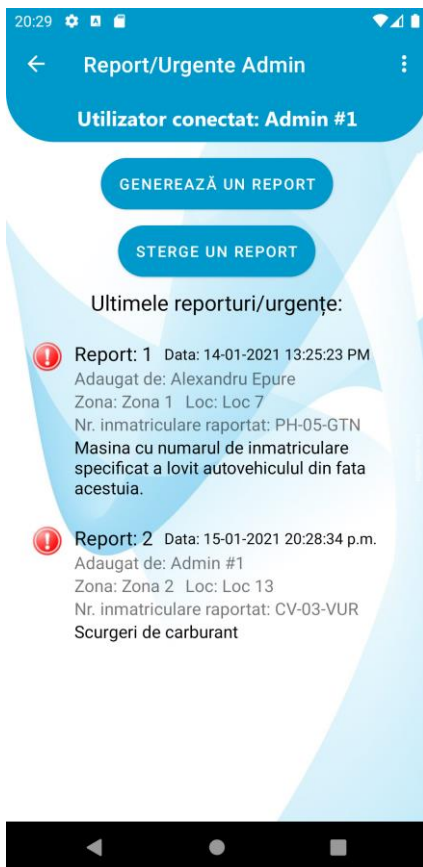 20:29
Report/Urgente Admin
Utilizator conectat: Admin #1
GENEREAZĂ UN REPORT
STERGE UN REPORT
Ultimele reporturi/urgențe:
Report: 1 Data: 14-01-2021 13:25:23 PM
Adaugat de: Alexandru Epure
Zona: Zona 1 Loc: Loc 7
Nr. inmatriculare raportat: PH-05-GTN
Masina cu numarul de inmatriculare
specificat a lovit autovehiculul din fata
acestuia.
Report: 2 Data: 15-01-2021 20:28:34 p.m.
Adaugat de: Admin #1
Zona: Zona 2 Loc: Loc 13
Nr. inmatriculare raportat: CV-03-VUR
Scurgeri de carburant